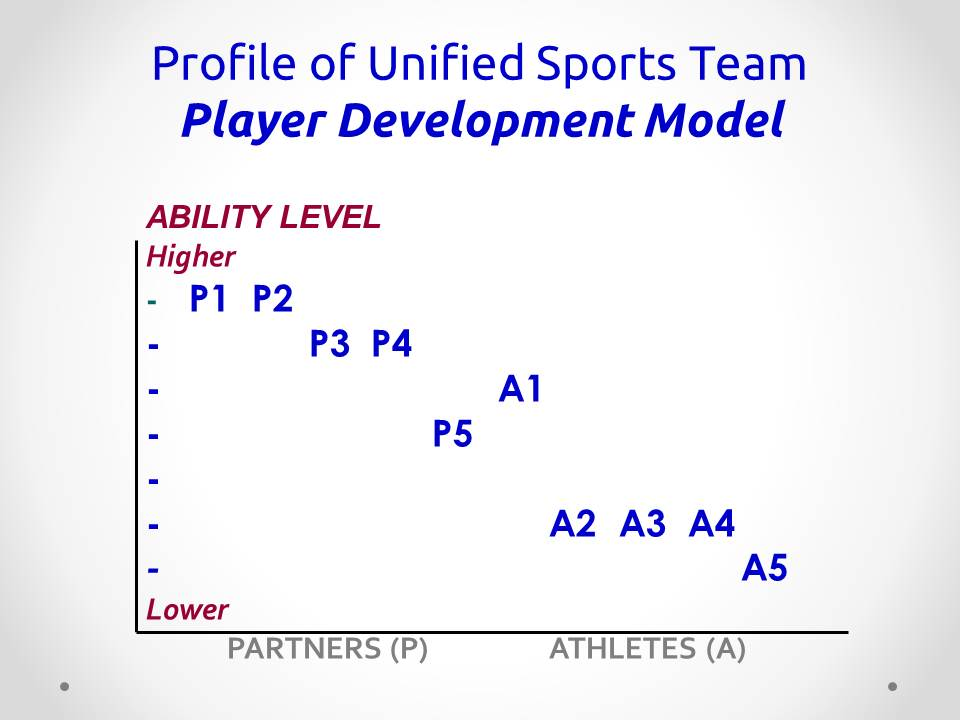 Profile of Unified Sports Team
Player Development Model
ABILITY LEVEL
Higher
- P1 P2
- P3 P4
- A1
- P5
-
- A2 A3 A4
- A5
Lower
PARTNERS (P) ATHLETES (A)